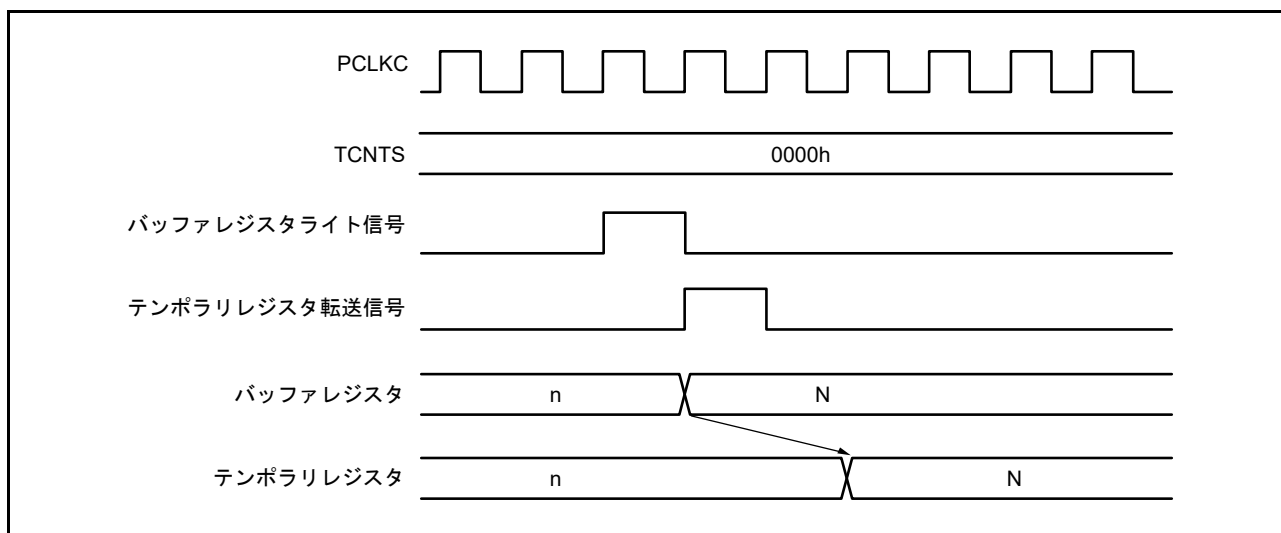 PCLKC
TCNTS
0000h
バッファレジスタライト信号
テンポラリレジスタ転送信号
バッファレジスタ
n
N
テンポラリレジスタ
n
N